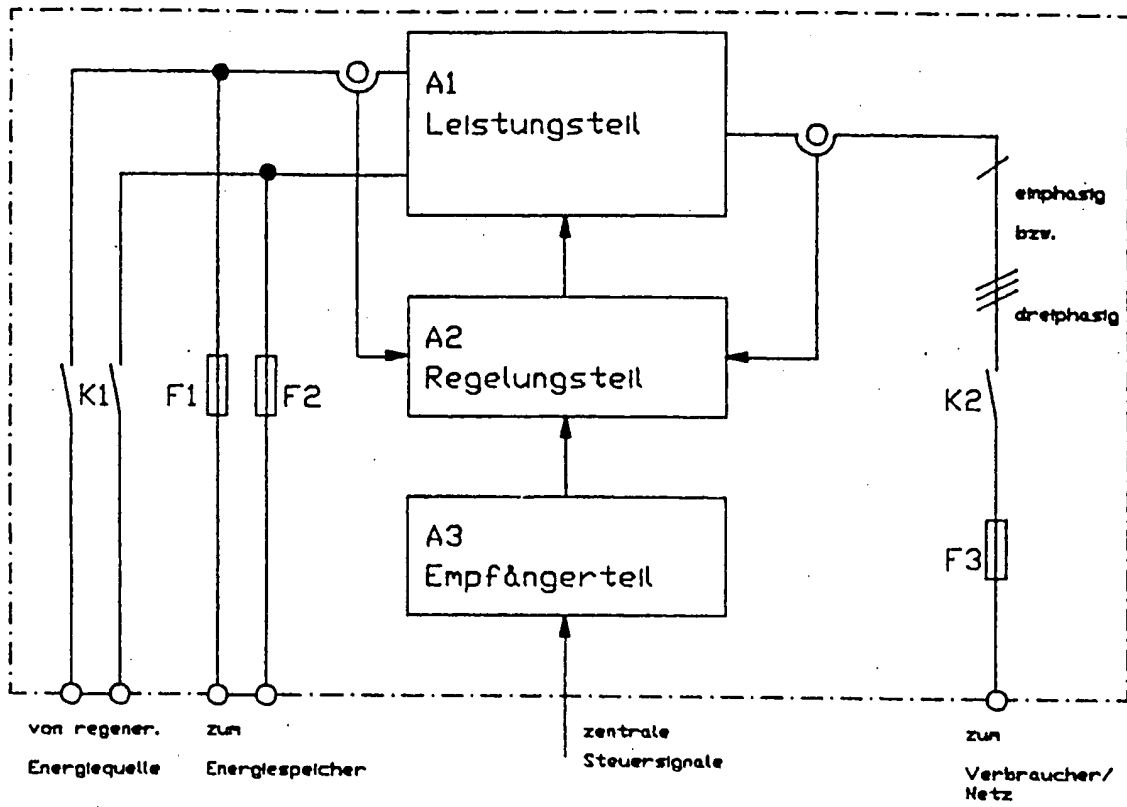 A1
Leistungsteil
einphasig
bzw.
dreiphasig
A2
Regelungsteil
K1
F1
F2
K2
A3
Empfångerteil
F3
von regener.
Energiequelle
zum
Energiespeicher
zentrale
Steuersignale
zum
Verbraucher/
Netz